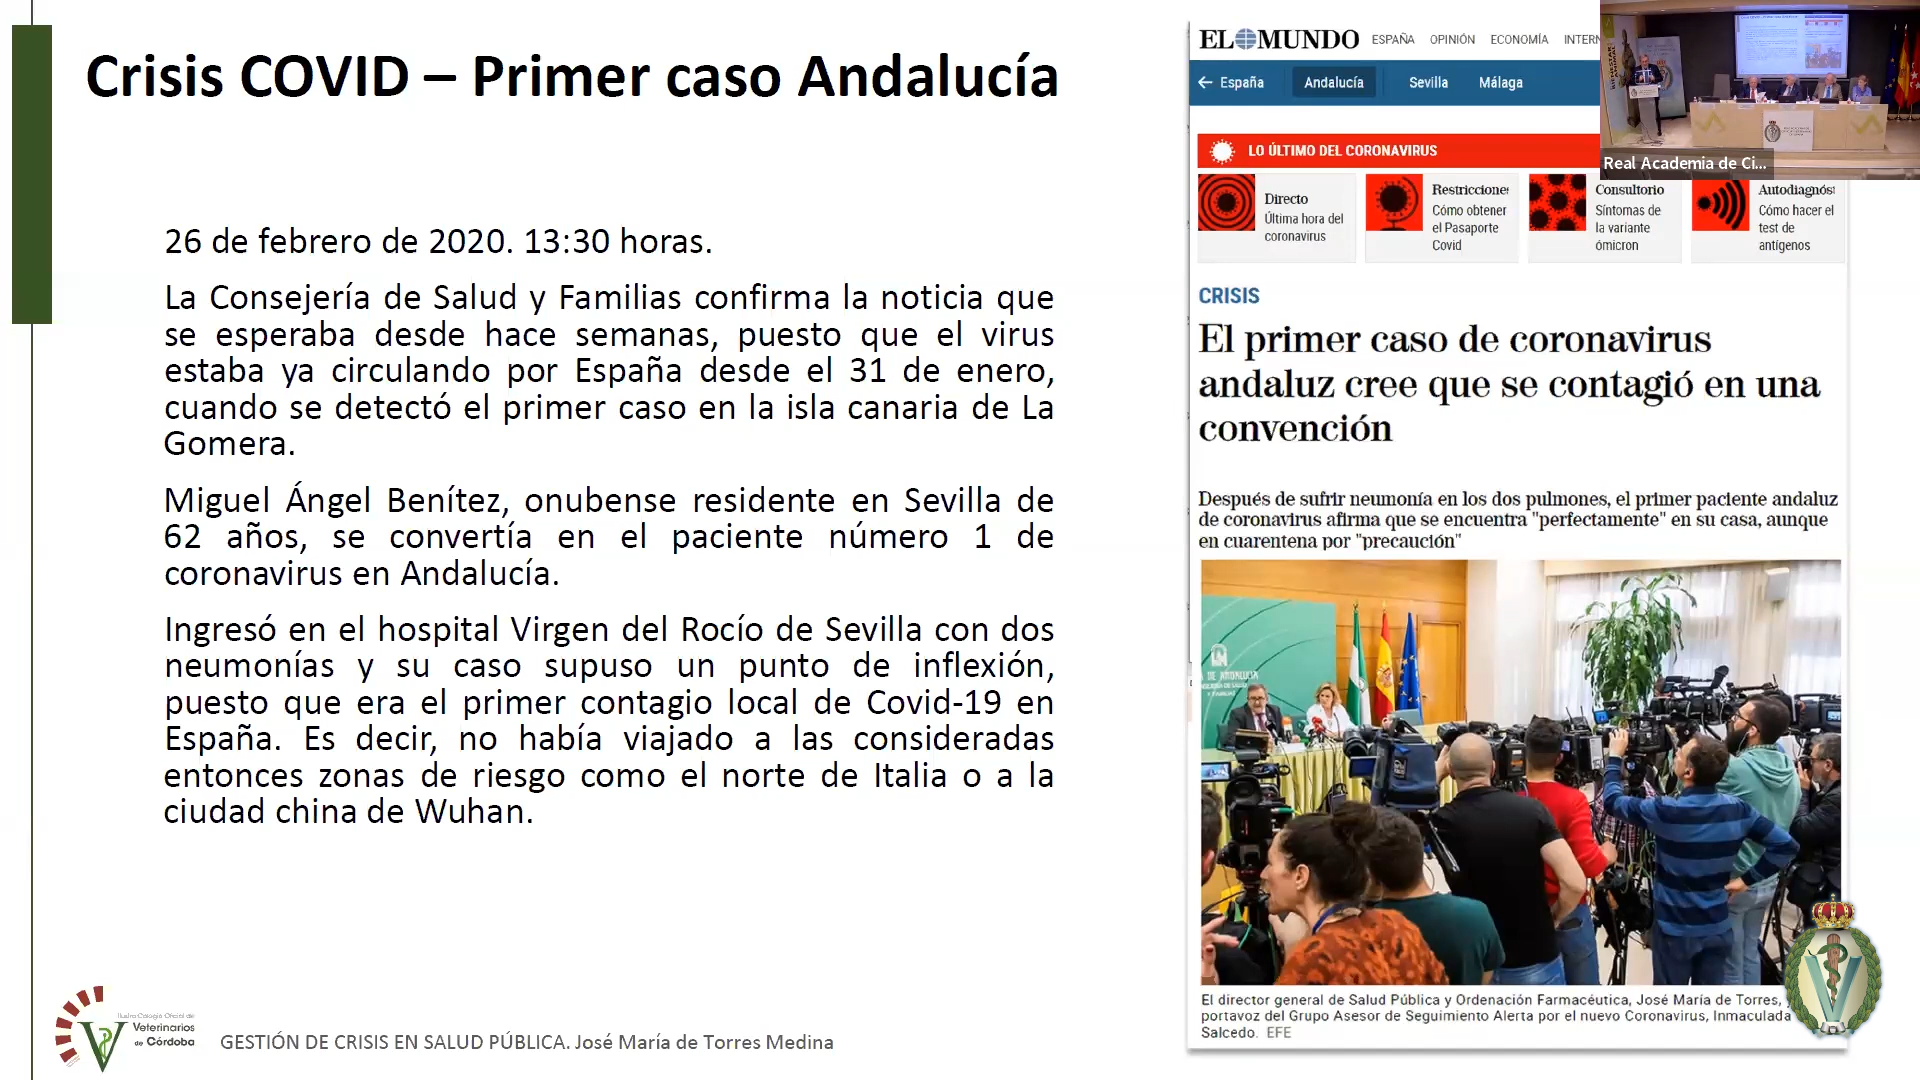 Crisis COVID – Primer caso Andalucía
26 de febrero de 2020. 13:30 horas.
La Consejería de Salud y Familias confirma la noticia que
se esperaba desde hace semanas, puesto que el virus
estaba ya circulando por España desde el 31 de enero,
cuando se detectó el primer caso en la isla canaria de La
Gomera.
Miguel Ángel Benítez, onubense residente en Sevilla de
62 años, se convertía en el paciente número 1 de
coronavirus en Andalucía.
Ingresó en el hospital Virgen del Rocío de Sevilla con dos
neumonías y su caso supuso un punto de inflexión,
puesto que era el primer contagio local de Covid-19 en
España. Es decir, no había viajado a las consideradas
entonces zonas de riesgo como el norte de Italia o a la
ciudad china de Wuhan.
Ilustre Colegio Oficial de
Veterinarios
de Córdoba
GESTIÓN DE CRISIS EN SALUD PÚBLICA. José María de Torres Medina
EL MUNDO ESPAÑA OPINIÓN ECONOMÍA INTERN
España Andalucía Sevilla Málaga
LO ÚLTIMO DEL CORONAVIRUS
Directo
Última hora del
coronavirus
Restricciones
Cómo obtener
el Pasaporte
Covid
Consultorio
Síntomas de
la variante
ómicron
Autodiagnóst
Cómo hacer el
test de
antígenos
Real Academia de Ci...
CRISIS
El primer caso de coronavirus
andaluz cree que se contagió en una
convención
Después de sufrir neumonía en los dos pulmones, el primer paciente andaluz
de coronavirus afirma que se encuentra "perfectamente" en su casa, aunque
en cuarentena por "precaución"
El director general de Salud Pública y Ordenación Farmacéutica, José María de Torres, y
portavoz del Grupo Asesor de Seguimiento Alerta por el nuevo Coronavirus, Inmaculada
Salcedo. EFE